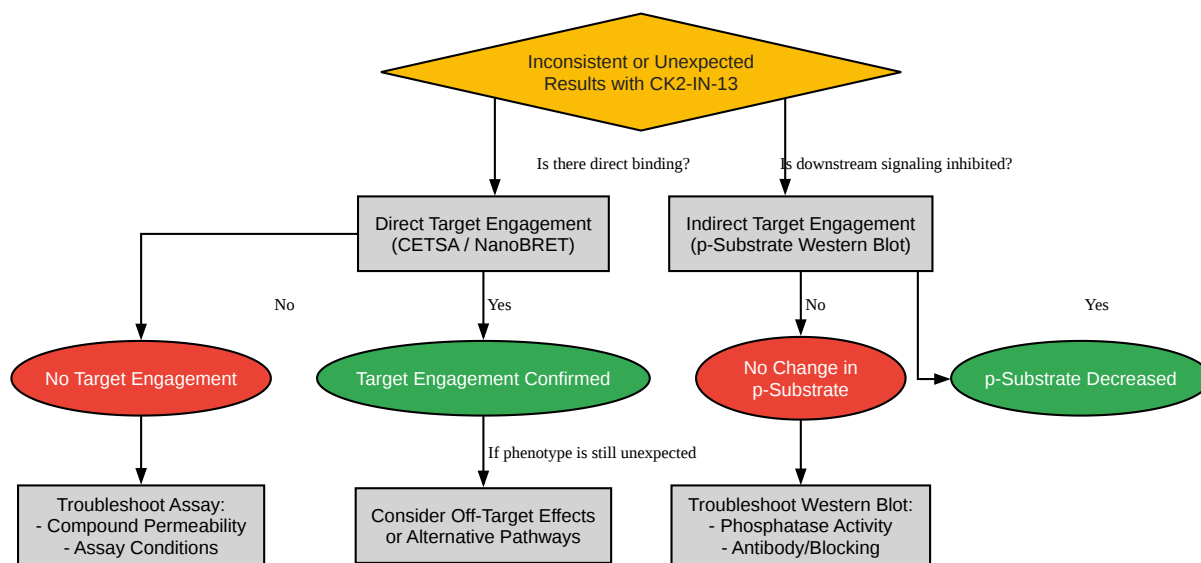 Inconsistent or Unexpected
Results with CK2-IN-13
Is there direct binding?
Is downstream signaling inhibited?
Direct Target Engagement
(CETSA / NanoBRET)
Indirect Target Engagement
(p-Substrate Western Blot)
No
Yes
No
Yes
No Target Engagement
Target Engagement Confirmed
No Change in
p-Substrate
p-Substrate Decreased
If phenotype is still unexpected
Troubleshoot Assay:
- Compound Permeability
- Assay Conditions
Consider Off-Target Effects
or Alternative Pathways
Troubleshoot Western Blot:
- Phosphatase Activity
- Antibody/Blocking